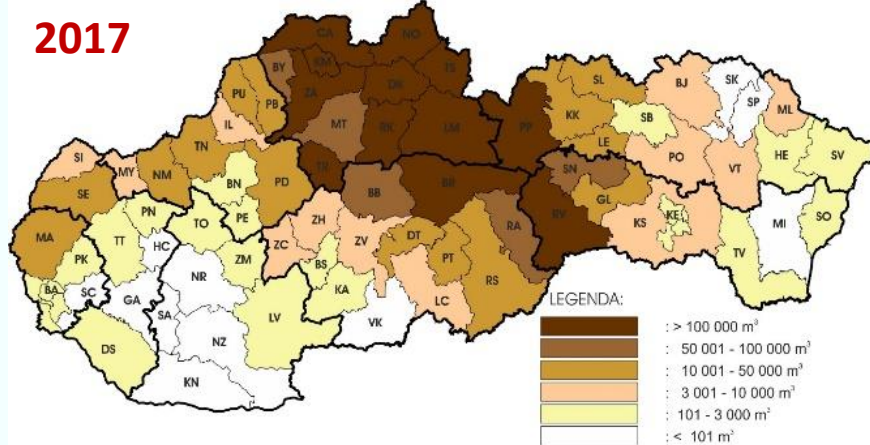 2017
CA
NO
BY
KM
TS
ZA
DK
PU
PB
SL
BJ
SK
SP
ML
IL
MT
RK
LM
PP
KK
SB
LE
HE
SV
SI
MY
NM
TN
TR
PO
VT
SE
BN
PD
BB
BR
SN
GL
RV
KS
KE
MI
SO
MA
PN
TO
PE
ZH
ZC
ZV
DT
PT
RA
RS
TV
TT
HC
PK
NR
ZM
BS
KA
LC
BA
SC
GA
SA
LV
VK
DS
NZ
KN
LEGENDA:
: > 100 000 m³
: 50 001 - 100 000 m³
: 10 001 - 50 000 m³
: 3 001 - 10 000 m³
: 101 - 3 000 m³
: < 101 m³